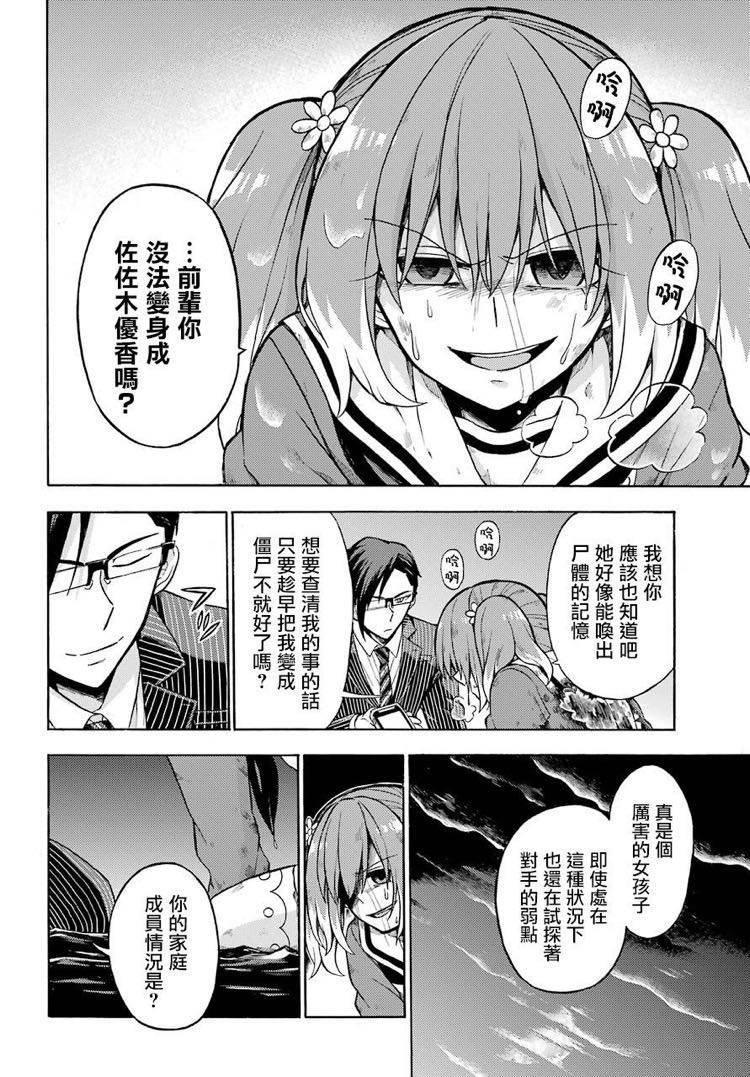 哈啊
哈啊
…前輩你
沒法變身成
佐佐木優香嗎？
我想你
應該也知道吧
她好像能喚出
尸體的記憶
哈啊
哈啊
想要查清我的事的話
只要趁早把我變成
僵尸不就好了嗎？
真是個
厲害的女孩子
即使處在
這種狀況下
也還在試探著
對手的弱點
你的家庭
成員情況是？